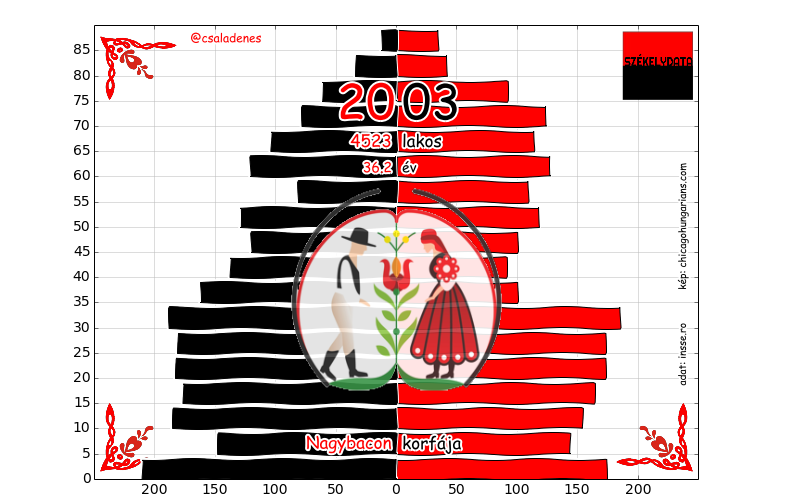 @csaladenes
SZÉKELYDATA
2003
4523 lakos
36.2 év
kép: chicagohungarians.com
adat: insse.ro
Nagybacon korfája
85
80
75
70
65
60
55
50
45
40
35
30
25
20
15
10
5
0
200 150 100 50 0 50 100 150 200